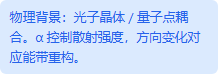 物理背景：光子晶体 / 量子点耦
合。α 控制散射强度，方向变化对
应能带重构。